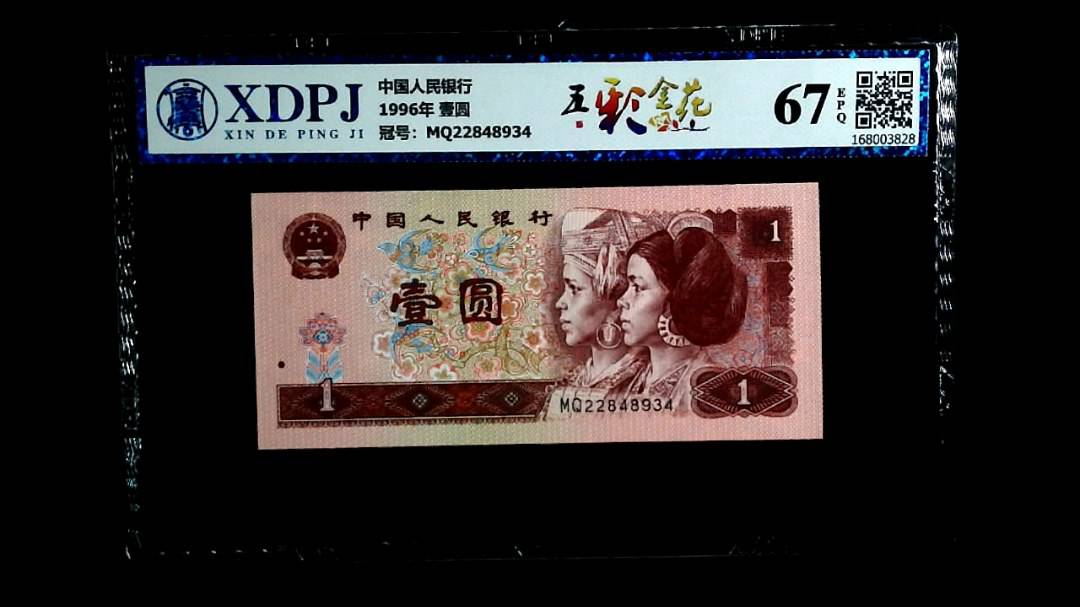 XDPJ
XIN DE PING JI
中国人民银行
1996年 壹圆
冠号：MQ22848934
五彩金花
67
EPQ
168003828
中国人民银行
1
壹圆
1
MQ22848934
1